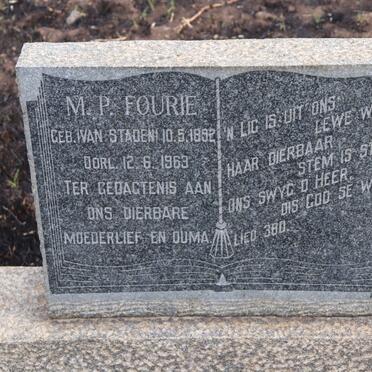 M. P. FOURIE
GEB. (VAN STADEN) 10.5.1892
OORL. 12.6.1963
TER GEDAGTENIS AAN
ONS DIERBARE
MOEDERLIEF EN OUMA
'N LIG IS UIT ONS
LEWE
HAAR DIERBAAR
STEM IS
ONS SWYG O HEER,
DIS GOD SE
LIED 380.